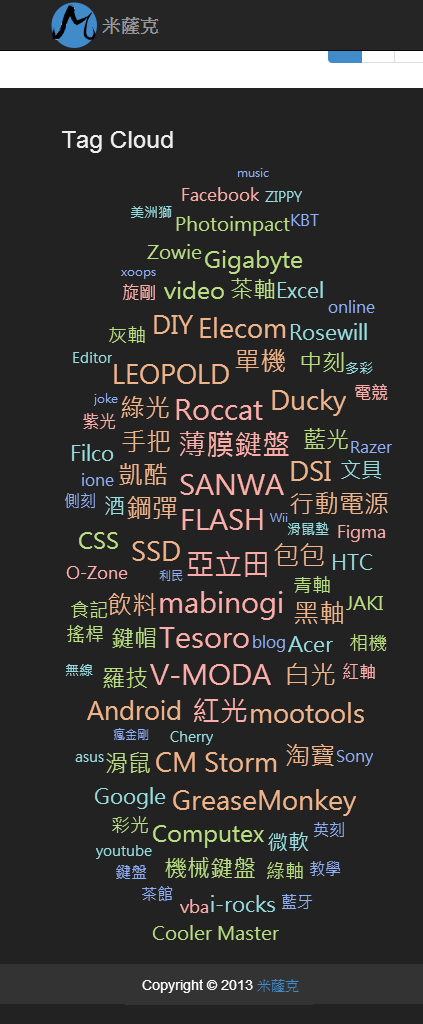 米薩克
Tag Cloud
music
Facebook ZIPPY
美洲獅 Photoimpact KBT
Zowie Gigabyte
xoops
旋剛 video 茶軸 Excel
online
灰軸 DIY Elecom Rosewill
Editor LEOPOLD 單機 中刻 多彩
joke 綠光 Roccat Ducky 電競
紫光
Filco 手把 薄膜鍵盤 藍光 Razer
ione 凱酷 SANWA DSI 文具
側刻 酒 鋼彈 FLASH Wii 行動電源
滑鼠墊 Figma
CSS SSD 亞立田 包包 HTC
O-Zone 利民 青軸
食記 飲料 mabinogi 黑軸 JAKI
搖桿 鍵帽 Tesoro blog Acer 相機
無線 羅技 V-MODA 白光 紅軸
Android 紅光 mootools
瘋金剛 Cherry
asus 滑鼠 CM Storm 淘寶 Sony
Google GreaseMonkey
彩光 Computex 微軟 英刻
youtube
鍵盤 機械鍵盤 綠軸 教學
茶館 vba i-rocks 藍牙
Cooler Master
Copyright © 2013 米薩克